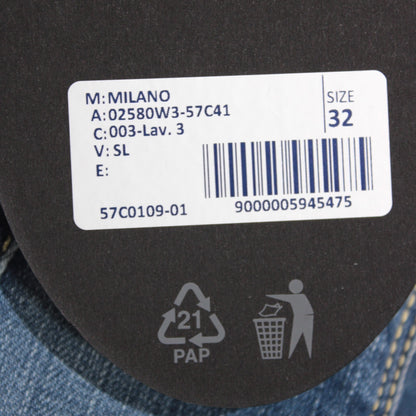 M: MILANO
A: 02580W3-57C41
C: 003-Lav. 3
V: SL
E:
SIZE
32
57C0109-01
9000005945475
21
PAP